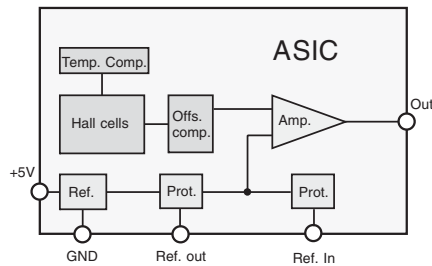 ASIC
Temp. Comp.
Hall cells
Offs.
comp.
Amp.
Out
+5V
Ref.
Prot.
Prot.
GND
Ref. out
Ref. In